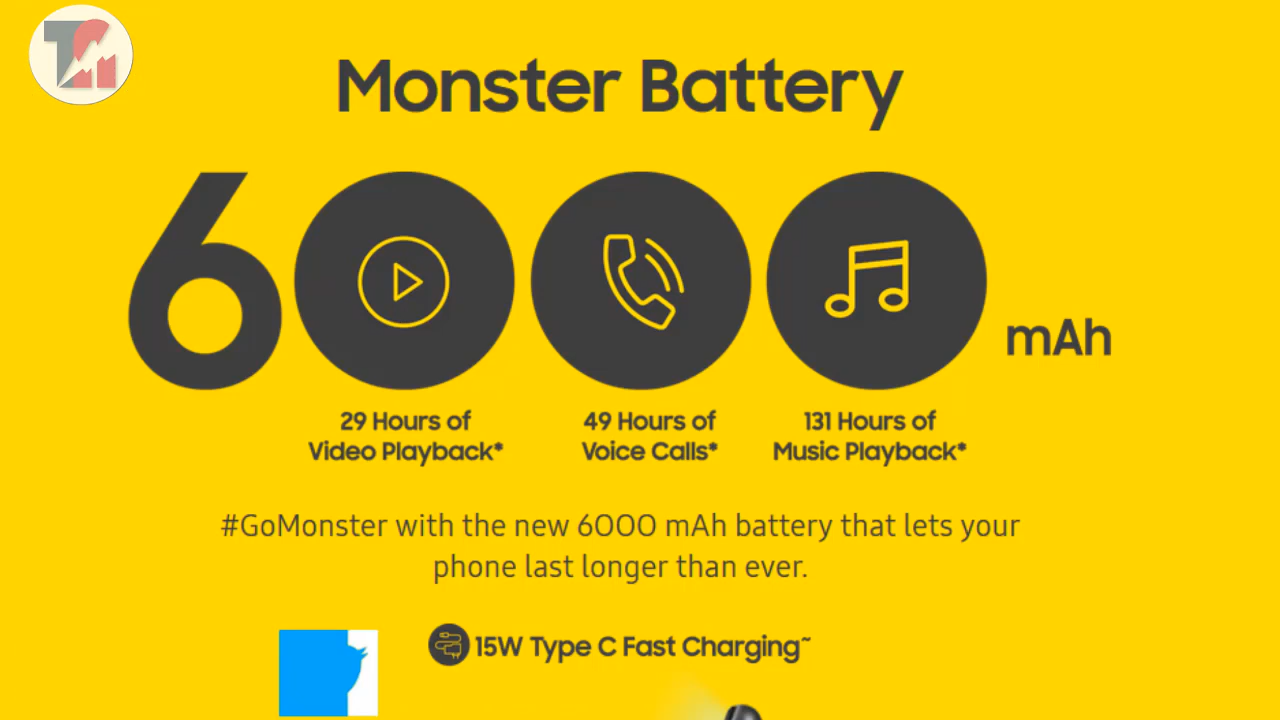 Monster Battery
6000 mAh
29 Hours of
Video Playback*
49 Hours of
Voice Calls*
131 Hours of
Music Playback*
#GoMonster with the new 6000 mAh battery that lets your
phone last longer than ever.
15W Type C Fast Charging~